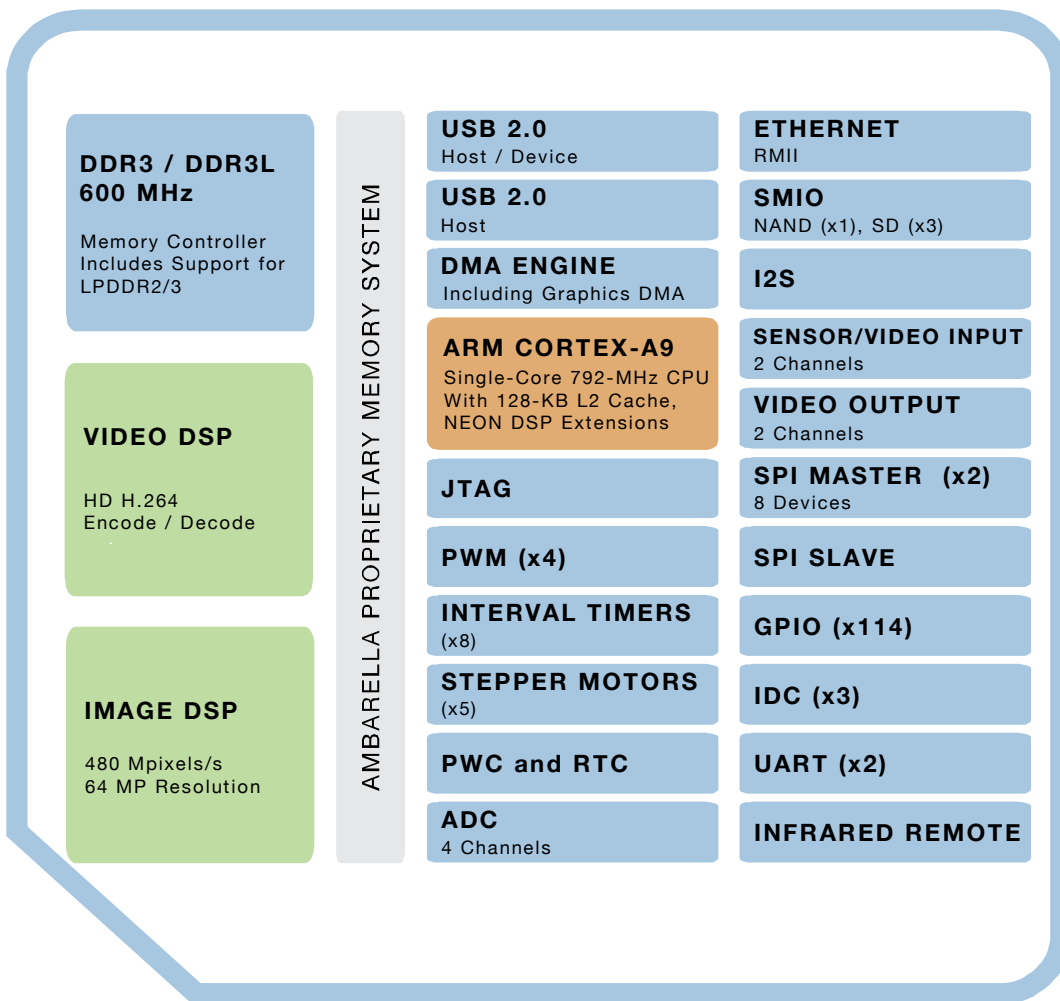 DDR3 / DDR3L
600 MHz
Memory Controller
Includes Support for
LPDDR2/3
VIDEO DSP
HD H.264
Encode / Decode
IMAGE DSP
480 Mpixels/s
64 MP Resolution
AMBARELLA PROPRIETARY MEMORY SYSTEM
USB 2.0
Host / Device
USB 2.0
Host
DMA ENGINE
Including Graphics DMA
ARM CORTEX-A9
Single-Core 792-MHz CPU
With 128-KB L2 Cache,
NEON DSP Extensions
JTAG
PWM (x4)
INTERVAL TIMERS
(x8)
STEPPER MOTORS
(x5)
PWC and RTC
ADC
4 Channels
ETHERNET
RMII
SMIO
NAND (x1), SD (x3)
I2S
SENSOR/VIDEO INPUT
2 Channels
VIDEO OUTPUT
2 Channels
SPI MASTER (x2)
8 Devices
SPI SLAVE
GPIO (x114)
IDC (x3)
UART (x2)
INFRARED REMOTE